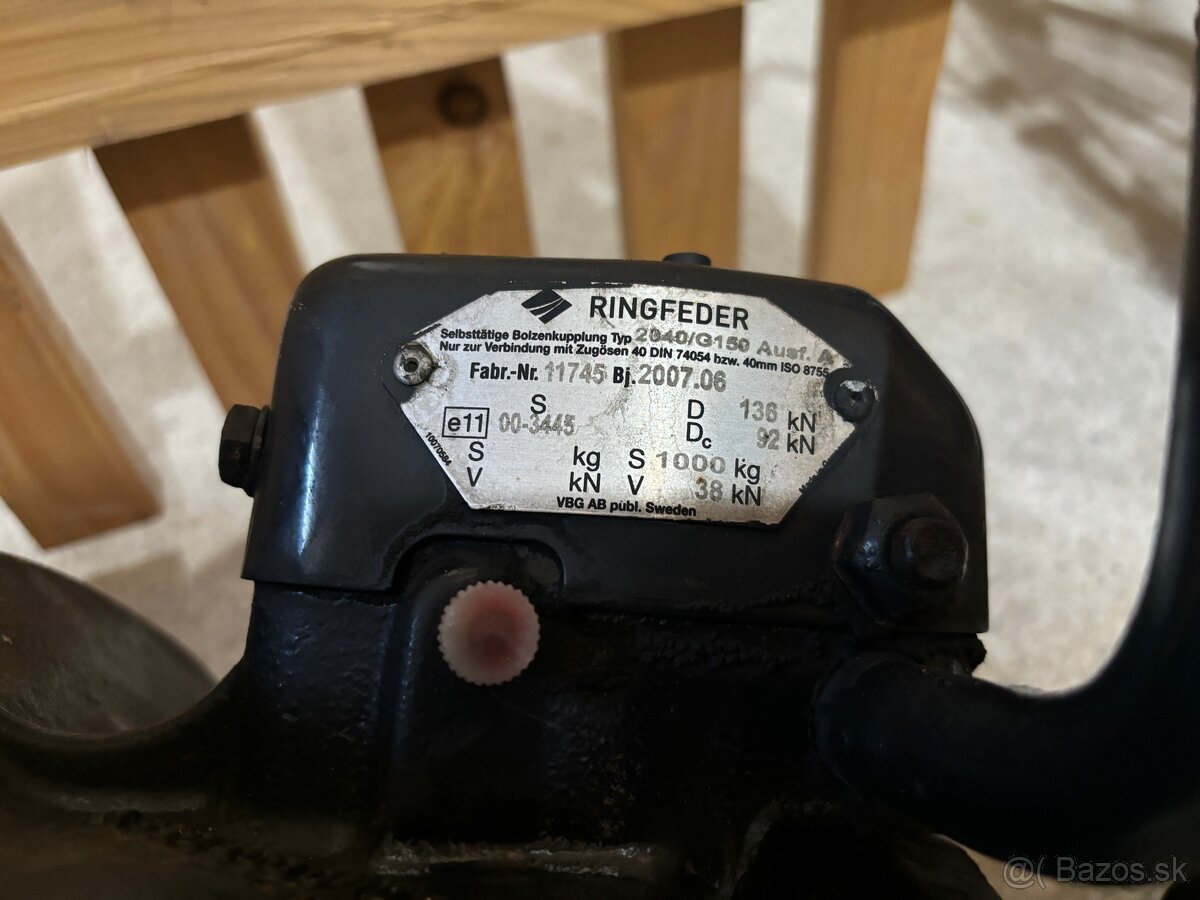 RINGFEDER
Selbsttätige Bolzenkupplung Typ 2040/G150 Ausf. A
Nur zur Verbindung mit Zugösen 40 DIN 74054 bzw. 40mm ISO 8755
Fabr.-Nr. 11745 Bj. 2007.06
S D 136 kN
e11 00-3445 Dc 92 kN
S kg S 1000 kg
V kN V 38 kN
VBG AB publ. Sweden
10070584
Made in
@( Bazos.sk